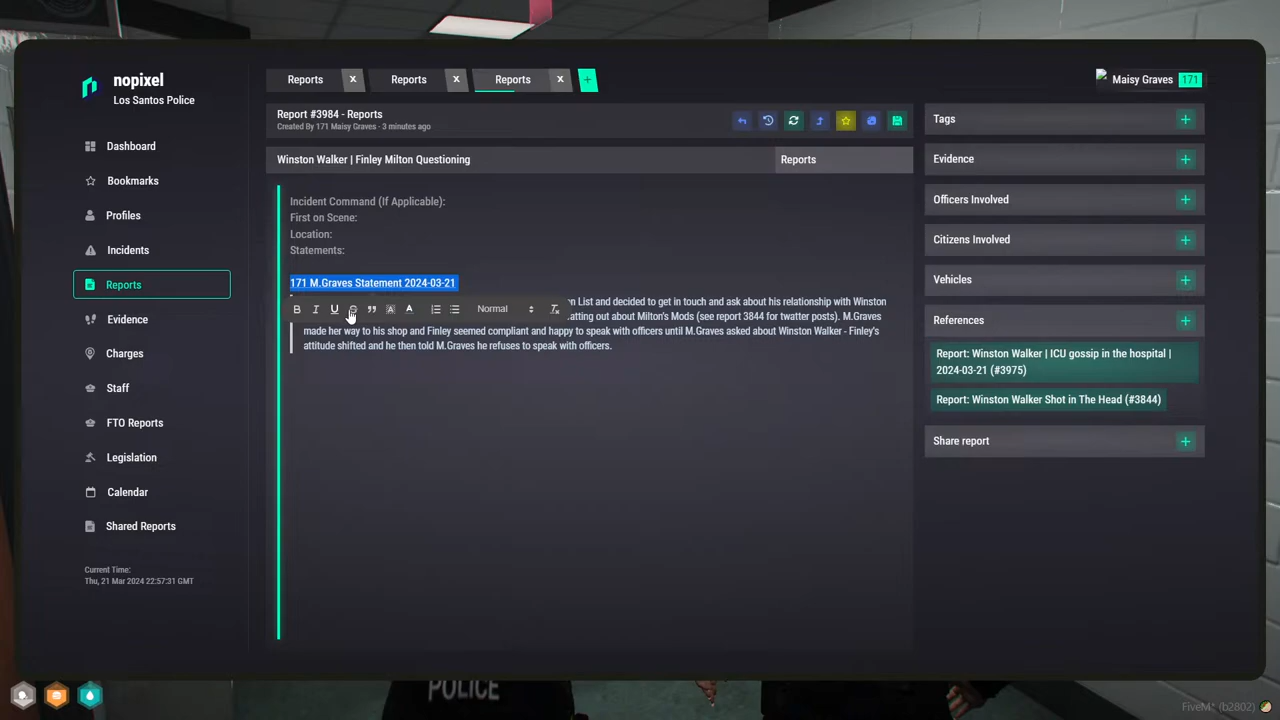 nopixel
Los Santos Police
Dashboard
Bookmarks
Profiles
Incidents
Reports
Evidence
Charges
Staff
FTO Reports
Legislation
Calendar
Shared Reports
Current Time:
Thu, 21 Mar 2024 22:57:31 GMT
Reports x Reports x Reports x +
Maisy Graves 171
Report #3984 - Reports
Created By 171 Maisy Graves · 3 minutes ago
Winston Walker | Finley Milton Questioning
Reports
Incident Command (If Applicable):
First on Scene:
Location:
Statements:
171 M.Graves Statement 2024-03-21
n List and decided to get in touch and ask about his relationship with Winston
B I U S Normal
atting out about Milton's Mods (see report 3844 for twatter posts). M.Graves
made her way to his shop and Finley seemed compliant and happy to speak with officers until M.Graves asked about Winston Walker - Finley's
attitude shifted and he then told M.Graves he refuses to speak with officers.
Tags +
Evidence +
Officers Involved +
Citizens Involved +
Vehicles +
References +
Report: Winston Walker | ICU gossip in the hospital |
2024-03-21 (#3975)
Report: Winston Walker Shot in The Head (#3844)
Share report +
POLICE
FiveM* (b2802)